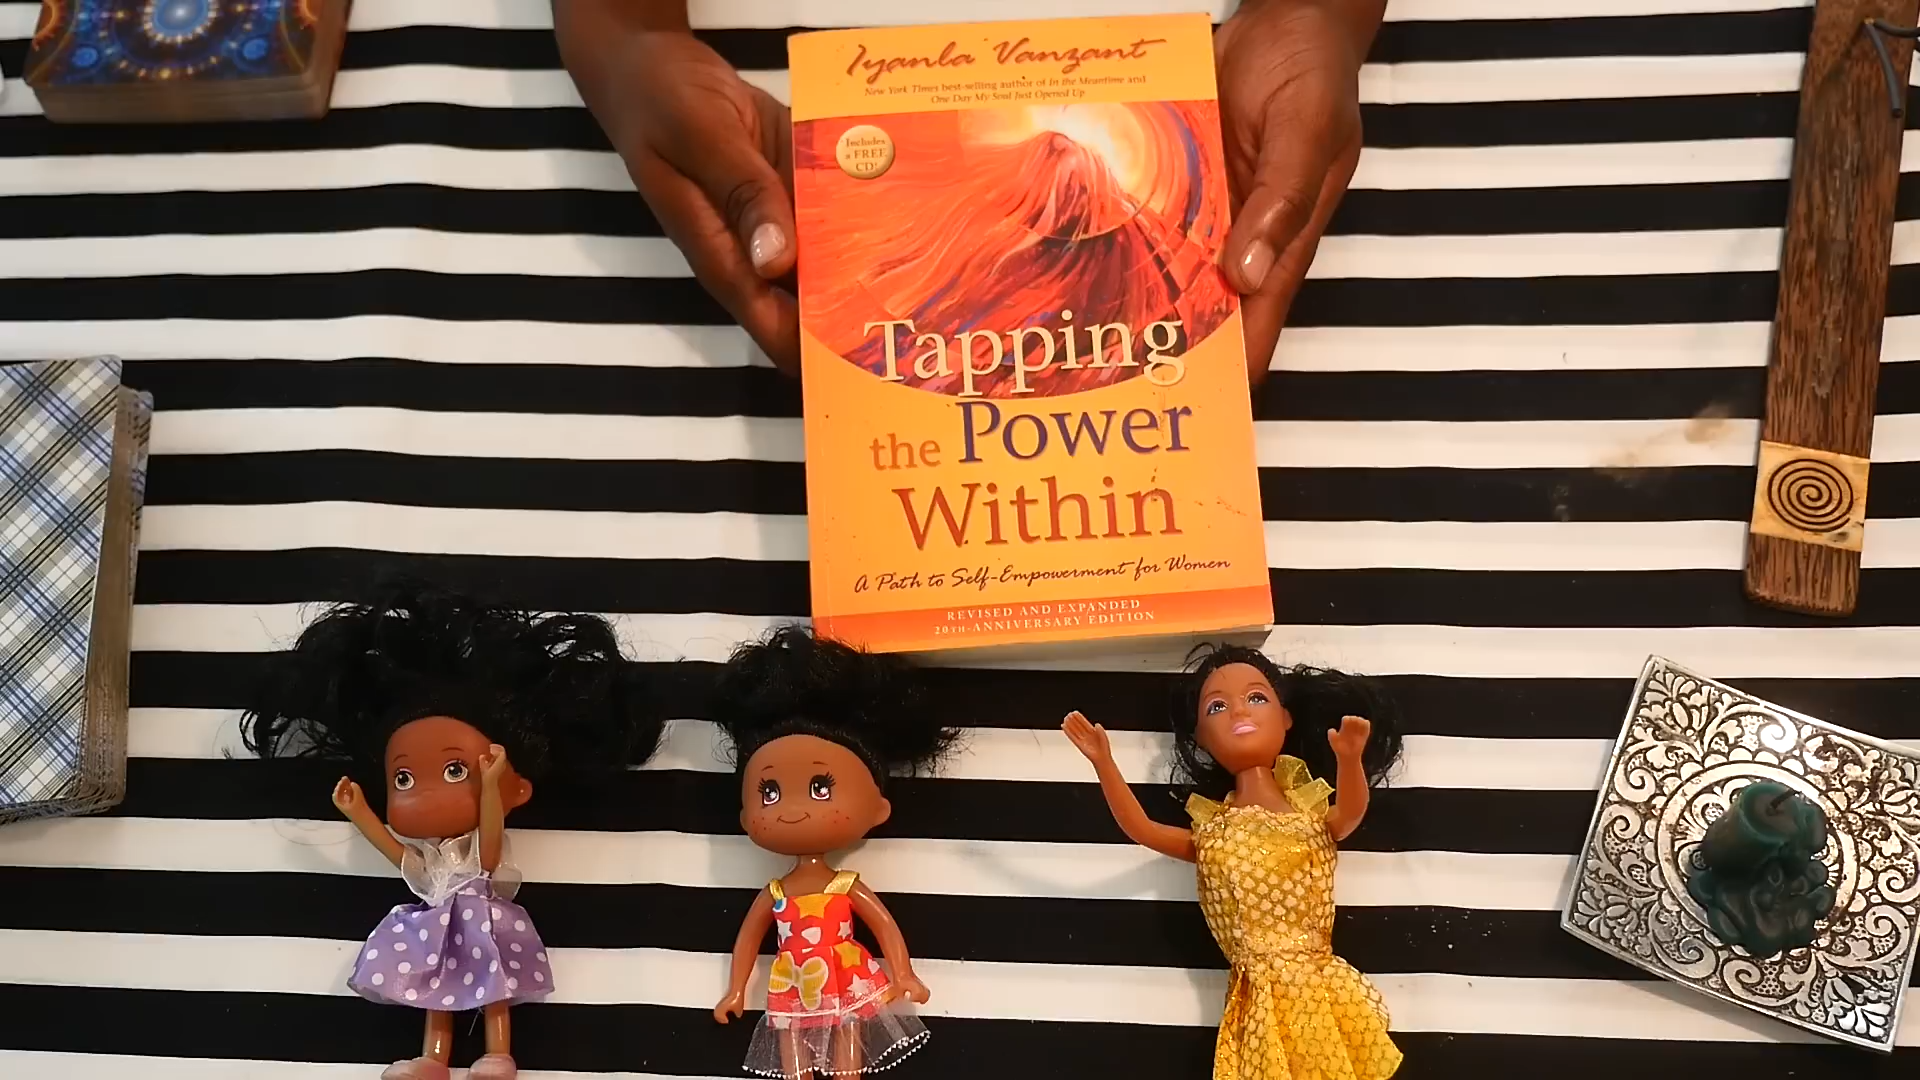 Iyanla Vanzant
New York Times best-selling author of In the Meantime and
One Day My Soul Just Opened Up
Includes
a FREE
CD!
Tapping
the Power
Within
A Path to Self-Empowerment for Women
REVISED AND EXPANDED
20TH-ANNIVERSARY EDITION